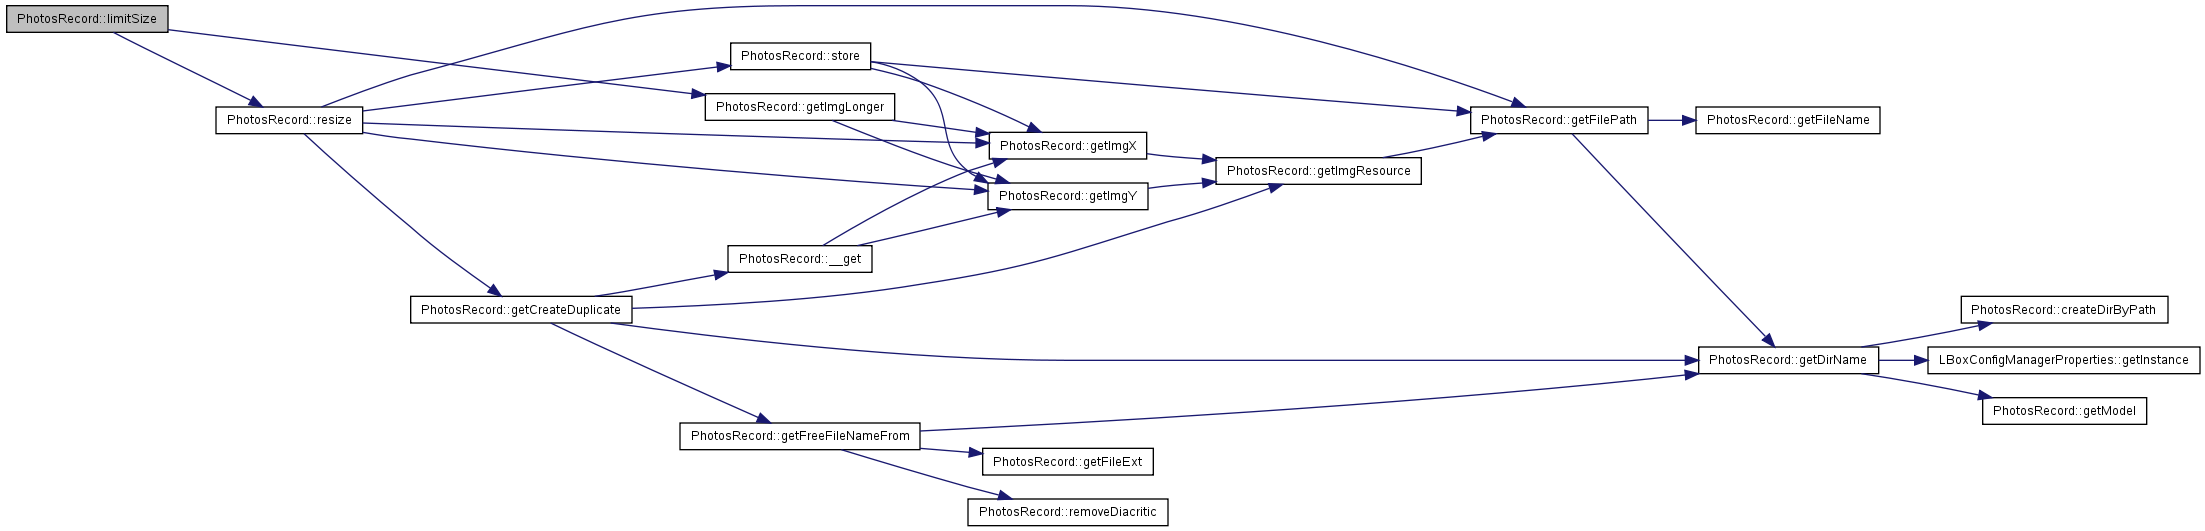 PhotosRecord::limitSize
PhotosRecord::store
PhotosRecord::getImgLonger
PhotosRecord::resize
PhotosRecord::getFilePath
PhotosRecord::getFileName
PhotosRecord::getImgX
PhotosRecord::getImgResource
PhotosRecord::getImgY
PhotosRecord::__get
PhotosRecord::getCreateDuplicate
PhotosRecord::createDirByPath
PhotosRecord::getDirName
LBoxConfigManagerProperties::getInstance
PhotosRecord::getModel
PhotosRecord::getFreeFileNameFrom
PhotosRecord::getFileExt
PhotosRecord::removeDiacritic